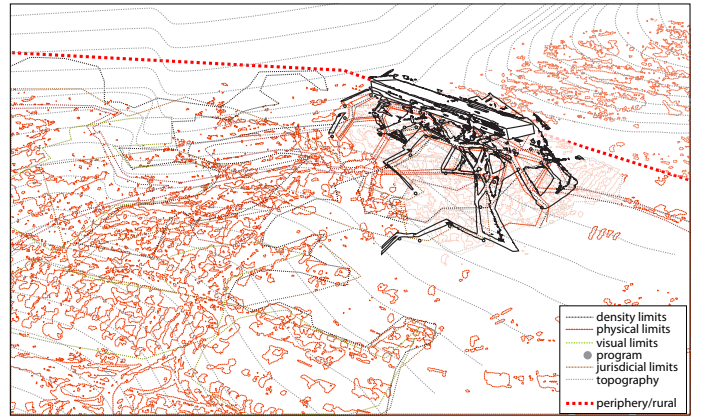 density limits
physical limits
visual limits
program
jurisdicial limits
topography
periphery/rural